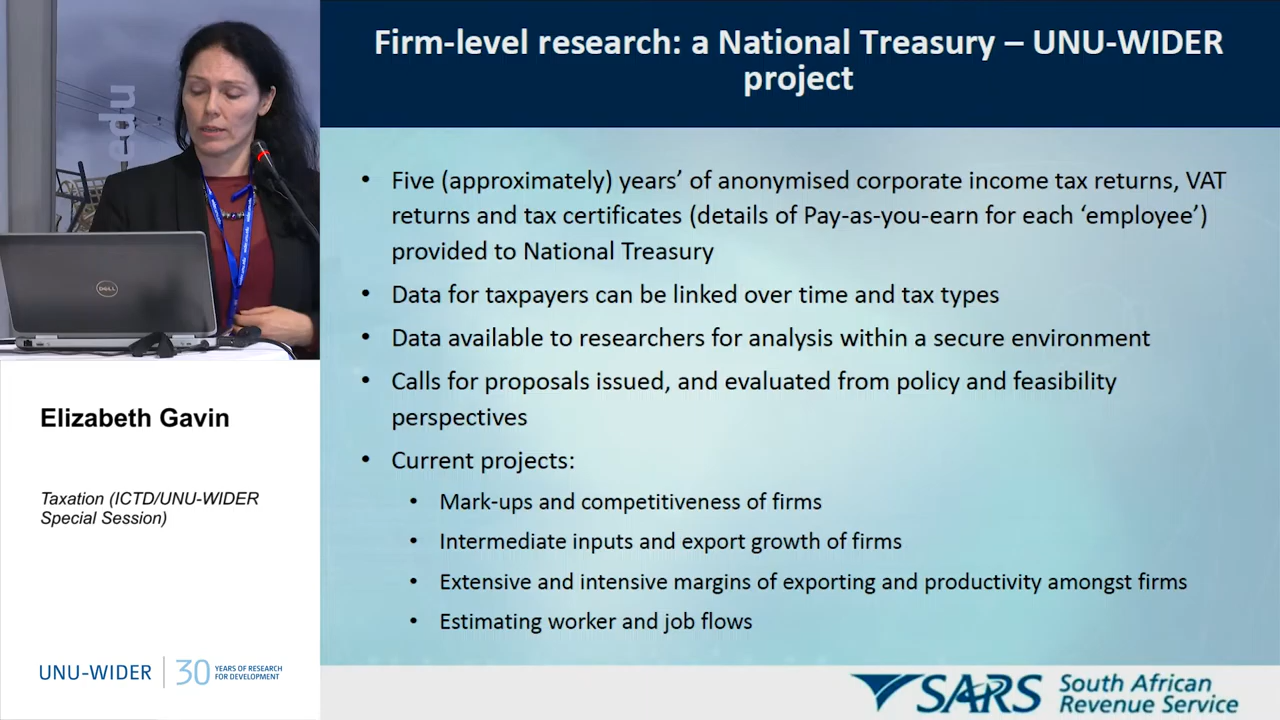 Firm-level research: a National Treasury – UNU-WIDER
project
• Five (approximately) years’ of anonymised corporate income tax returns, VAT
returns and tax certificates (details of Pay-as-you-earn for each ‘employee’)
provided to National Treasury
• Data for taxpayers can be linked over time and tax types
• Data available to researchers for analysis within a secure environment
• Calls for proposals issued, and evaluated from policy and feasibility
perspectives
• Current projects:
• Mark-ups and competitiveness of firms
• Intermediate inputs and export growth of firms
• Extensive and intensive margins of exporting and productivity amongst firms
• Estimating worker and job flows
DELL
Elizabeth Gavin
Taxation (ICTD/UNU-WIDER
Special Session)
UNU-WIDER
30
YEARS OF RESEARCH
FOR DEVELOPMENT
SARS
South African
Revenue Service